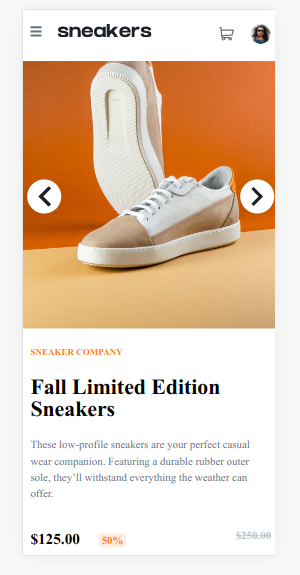 sneakers
SNEAKER COMPANY
Fall Limited Edition
Sneakers
These low-profile sneakers are your perfect casual
wear companion. Featuring a durable rubber outer
sole, they’ll withstand everything the weather can
offer.
$125.00 50% $250.00